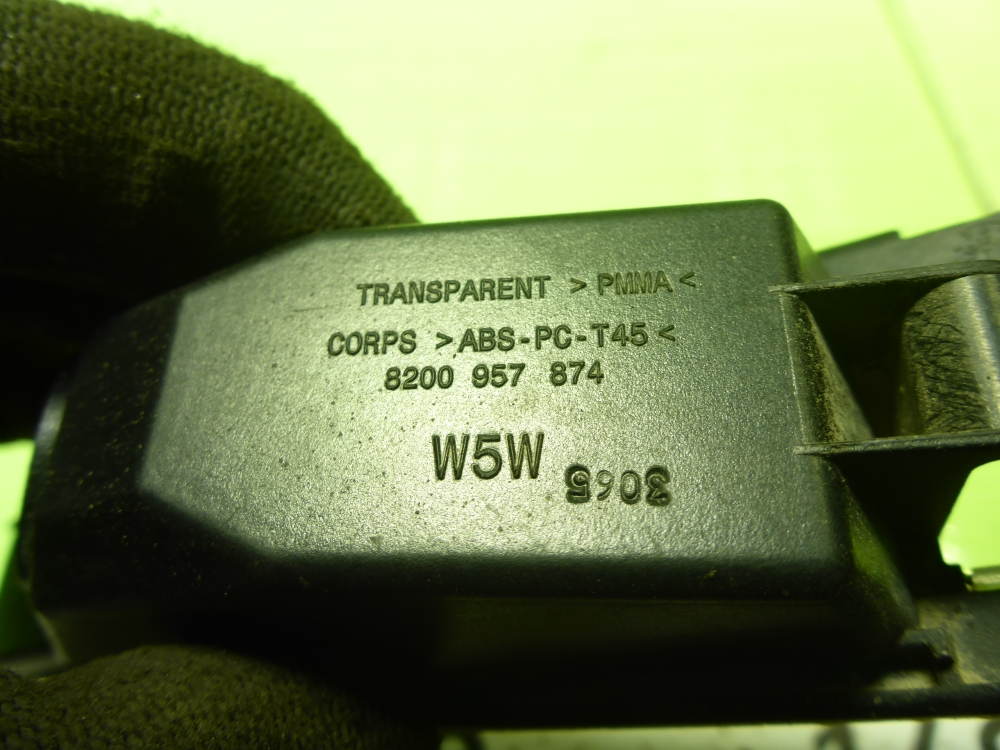 TRANSPARENT >PMMA<
CORPS >ABS-PC-T45<
8200 957 874
W5W
3065